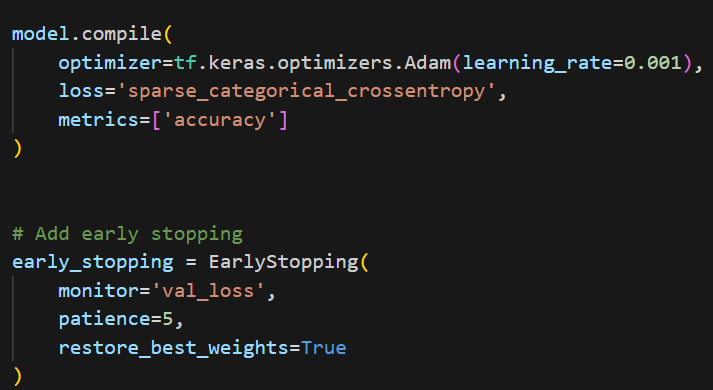 model.compile(
    optimizer=tf.keras.optimizers.Adam(learning_rate=0.001),
    loss='sparse_categorical_crossentropy',
    metrics=['accuracy']
)
# Add early stopping
early_stopping = EarlyStopping(
    monitor='val_loss',
    patience=5,
    restore_best_weights=True
)